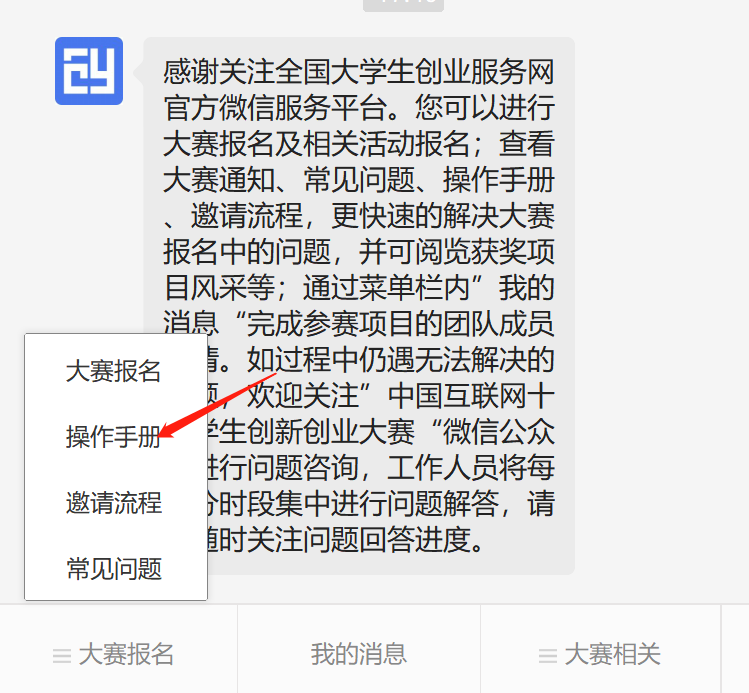 感谢关注全国大学生创业服务网
官方微信服务平台。您可以进行
大赛报名及相关活动报名；查看
大赛通知、常见问题、操作手册
、邀请流程，更快速的解决大赛
报名中的问题，并可阅览获奖项
目风采等；通过菜单栏内”我的
消息“完成参赛项目的团队成员
。如过程中仍遇无法解决的
，欢迎关注”中国互联网十
学生创新创业大赛“微信公众
进行问题咨询，工作人员将每
分时段集中进行问题解答，请
随时关注问题回答进度。
大赛报名
操作手册
邀请流程
常见问题
大赛报名
我的消息
大赛相关